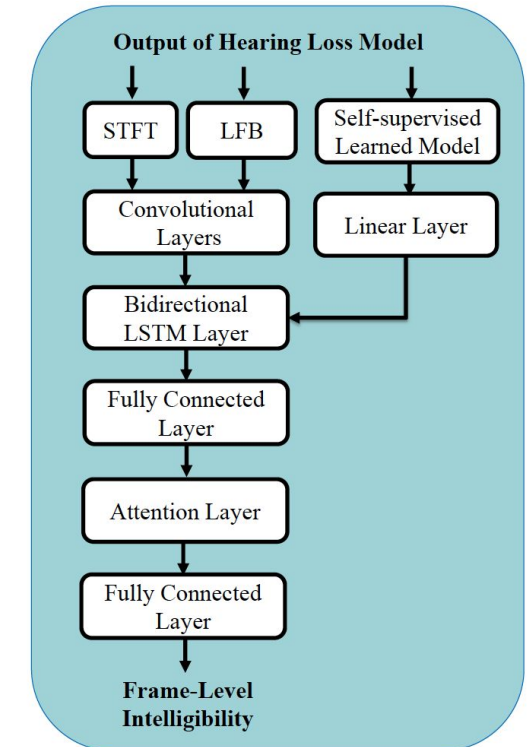 Output of Hearing Loss Model
STFT
LFB
Self-supervised
Learned Model
Convolutional
Layers
Linear Layer
Bidirectional
LSTM Layer
Fully Connected
Layer
Attention Layer
Fully Connected
Layer
Frame-Level
Intelligibility